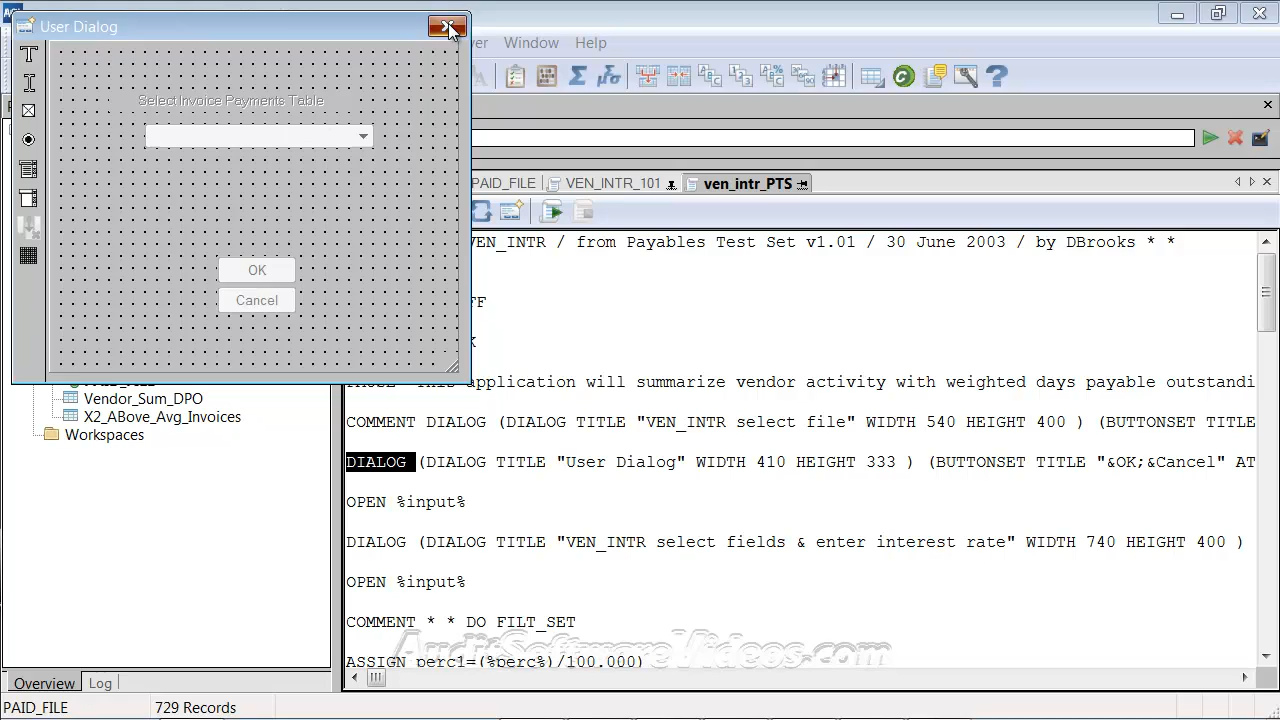 User Dialog
ver Window Help
Select Invoice Payments Table
OK
Cancel
PAID_FILE VEN_INTR_101 ven_intr_PTS
VEN_INTR / from Payables Test Set v1.01 / 30 June 2003 / by DBrooks * *
FF
K
application will summarize vendor activity with weighted days payable outstandi
COMMENT DIALOG (DIALOG TITLE "VEN_INTR select file" WIDTH 540 HEIGHT 400 ) (BUTTONSET TITLE
DIALOG (DIALOG TITLE "User Dialog" WIDTH 410 HEIGHT 333 ) (BUTTONSET TITLE "&OK;&Cancel" AT
OPEN %input%
DIALOG (DIALOG TITLE "VEN_INTR select fields & enter interest rate" WIDTH 740 HEIGHT 400 )
OPEN %input%
COMMENT * * DO FILT_SET
ASSIGN perc1=(%perc%)/100.000)
Vendor_Sum_DPO
X2_ABove_Avg_Invoices
Workspaces
AuditSoftwareVideos.com
Overview Log
PAID_FILE 729 Records